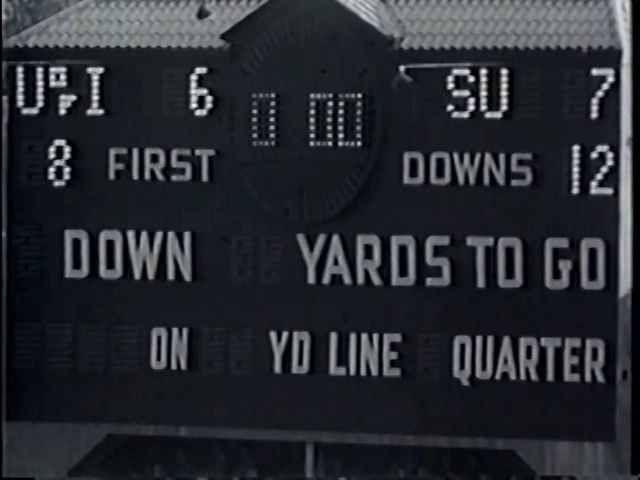 U of I 6 0 00 SU 7
8 FIRST DOWNS 12
DOWN YARDS TO GO
ON YD LINE QUARTER